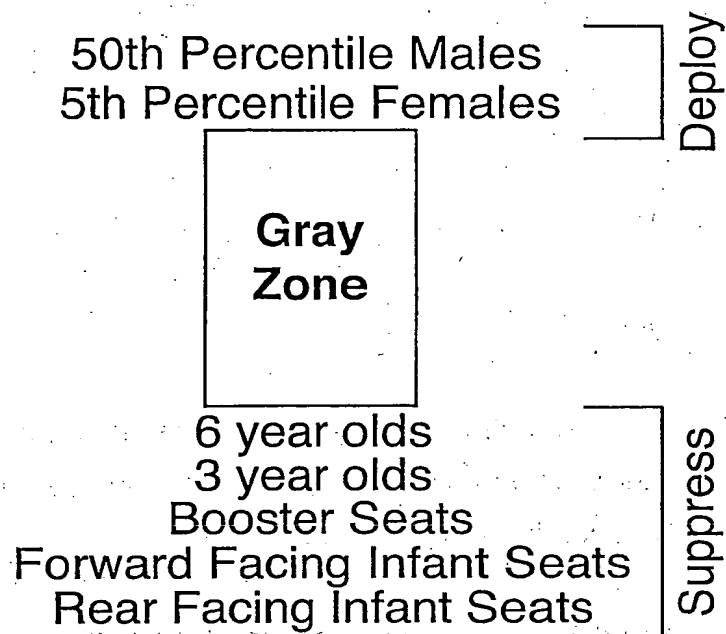 50th Percentile Males
5th Percentile Females
Deploy
Gray
Zone
6 year olds
3 year olds
Booster Seats
Forward Facing Infant Seats
Rear Facing Infant Seats
Suppress